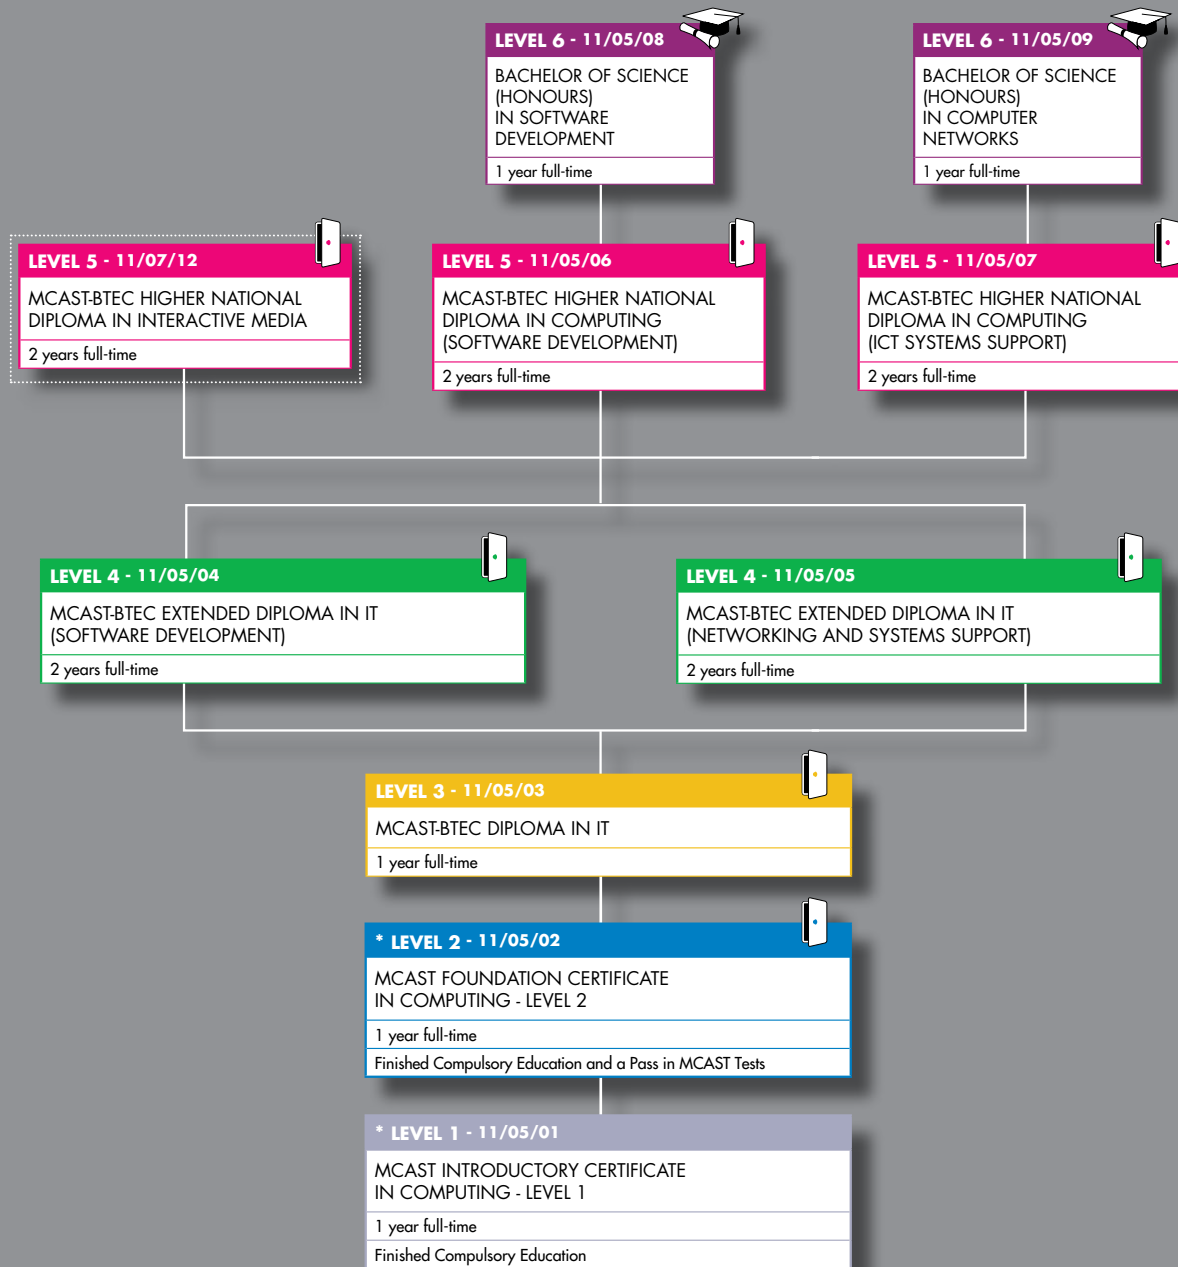 LEVEL 6 - 11/05/08
BACHELOR OF SCIENCE
(HONOURS)
IN SOFTWARE
DEVELOPMENT
1 year full-time
LEVEL 6 - 11/05/09
BACHELOR OF SCIENCE
(HONOURS)
IN COMPUTER
NETWORKS
1 year full-time
LEVEL 5 - 11/07/12
MCAST-BTEC HIGHER NATIONAL
DIPLOMA IN INTERACTIVE MEDIA
2 years full-time
LEVEL 5 - 11/05/06
MCAST-BTEC HIGHER NATIONAL
DIPLOMA IN COMPUTING
(SOFTWARE DEVELOPMENT)
2 years full-time
LEVEL 5 - 11/05/07
MCAST-BTEC HIGHER NATIONAL
DIPLOMA IN COMPUTING
(ICT SYSTEMS SUPPORT)
2 years full-time
LEVEL 4 - 11/05/04
MCAST-BTEC EXTENDED DIPLOMA IN IT
(SOFTWARE DEVELOPMENT)
2 years full-time
LEVEL 4 - 11/05/05
MCAST-BTEC EXTENDED DIPLOMA IN IT
(NETWORKING AND SYSTEMS SUPPORT)
2 years full-time
LEVEL 3 - 11/05/03
MCAST-BTEC DIPLOMA IN IT
1 year full-time
* LEVEL 2 - 11/05/02
MCAST FOUNDATION CERTIFICATE
IN COMPUTING - LEVEL 2
1 year full-time
Finished Compulsory Education and a Pass in MCAST Tests
* LEVEL 1 - 11/05/01
MCAST INTRODUCTORY CERTIFICATE
IN COMPUTING - LEVEL 1
1 year full-time
Finished Compulsory Education